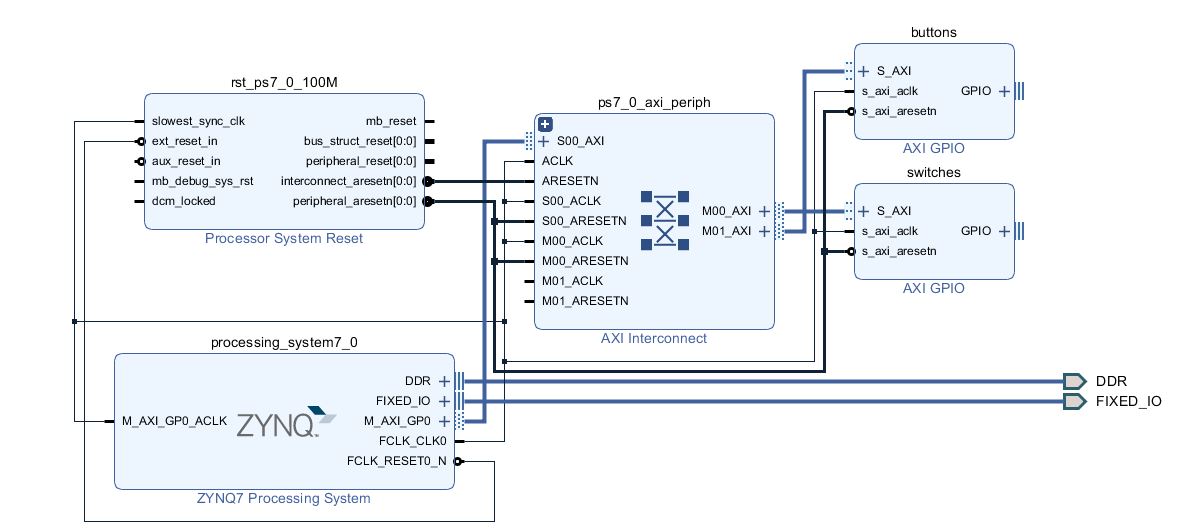 rst_ps7_0_100M
slowest_sync_clk
ext_reset_in
aux_reset_in
mb_debug_sys_rst
dcm_locked
mb_reset
bus_struct_reset[0:0]
peripheral_reset[0:0]
interconnect_aresetn[0:0]
peripheral_aresetn[0:0]
Processor System Reset
ps7_0_axi_periph
S00_AXI
ACLK
ARESETN
S00_ACLK
S00_ARESETN
M00_ACLK
M00_ARESETN
M01_ACLK
M01_ARESETN
M00_AXI
M01_AXI
AXI Interconnect
buttons
S_AXI
s_axi_aclk
s_axi_aresetn
GPIO
AXI GPIO
switches
S_AXI
s_axi_aclk
s_axi_aresetn
GPIO
AXI GPIO
processing_system7_0
M_AXI_GP0_ACLK
ZYNQ
DDR
FIXED_IO
M_AXI_GP0
FCLK_CLK0
FCLK_RESET0_N
ZYNQ7 Processing System
DDR
FIXED_IO